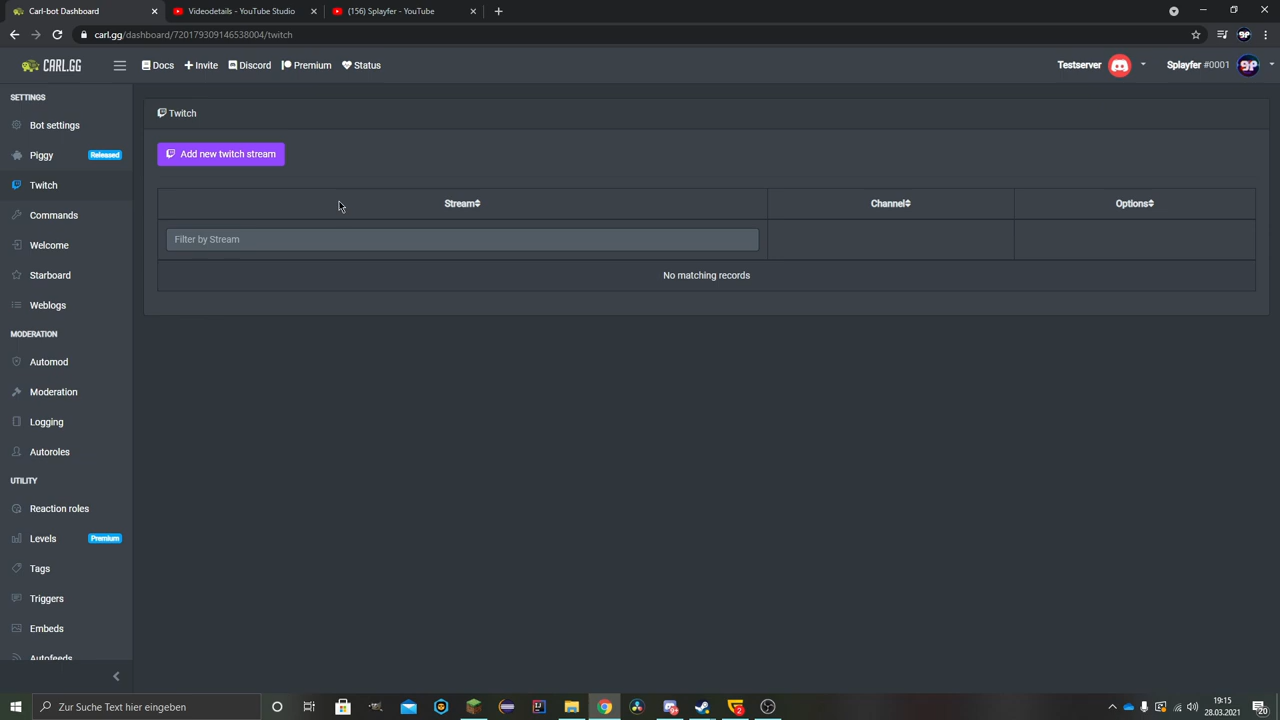 Carl-bot Dashboard
Videodetails - YouTube Studio
(156) Splayfer - YouTube
carl.gg/dashboard/720179309146538004/twitch
CARL.GG
Docs
Invite
Discord
Premium
Status
Testserver
Splayfer #0001
SETTINGS
Bot settings
Piggy Released
Twitch
Commands
Welcome
Starboard
Weblogs
MODERATION
Automod
Moderation
Logging
Autoroles
UTILITY
Reaction roles
Levels Premium
Tags
Triggers
Embeds
Autofeeds
Twitch
Add new twitch stream
Stream Channel Options
Filter by Stream
No matching records
Zur Suche Text hier eingeben
2
19:15
28.03.2021
20